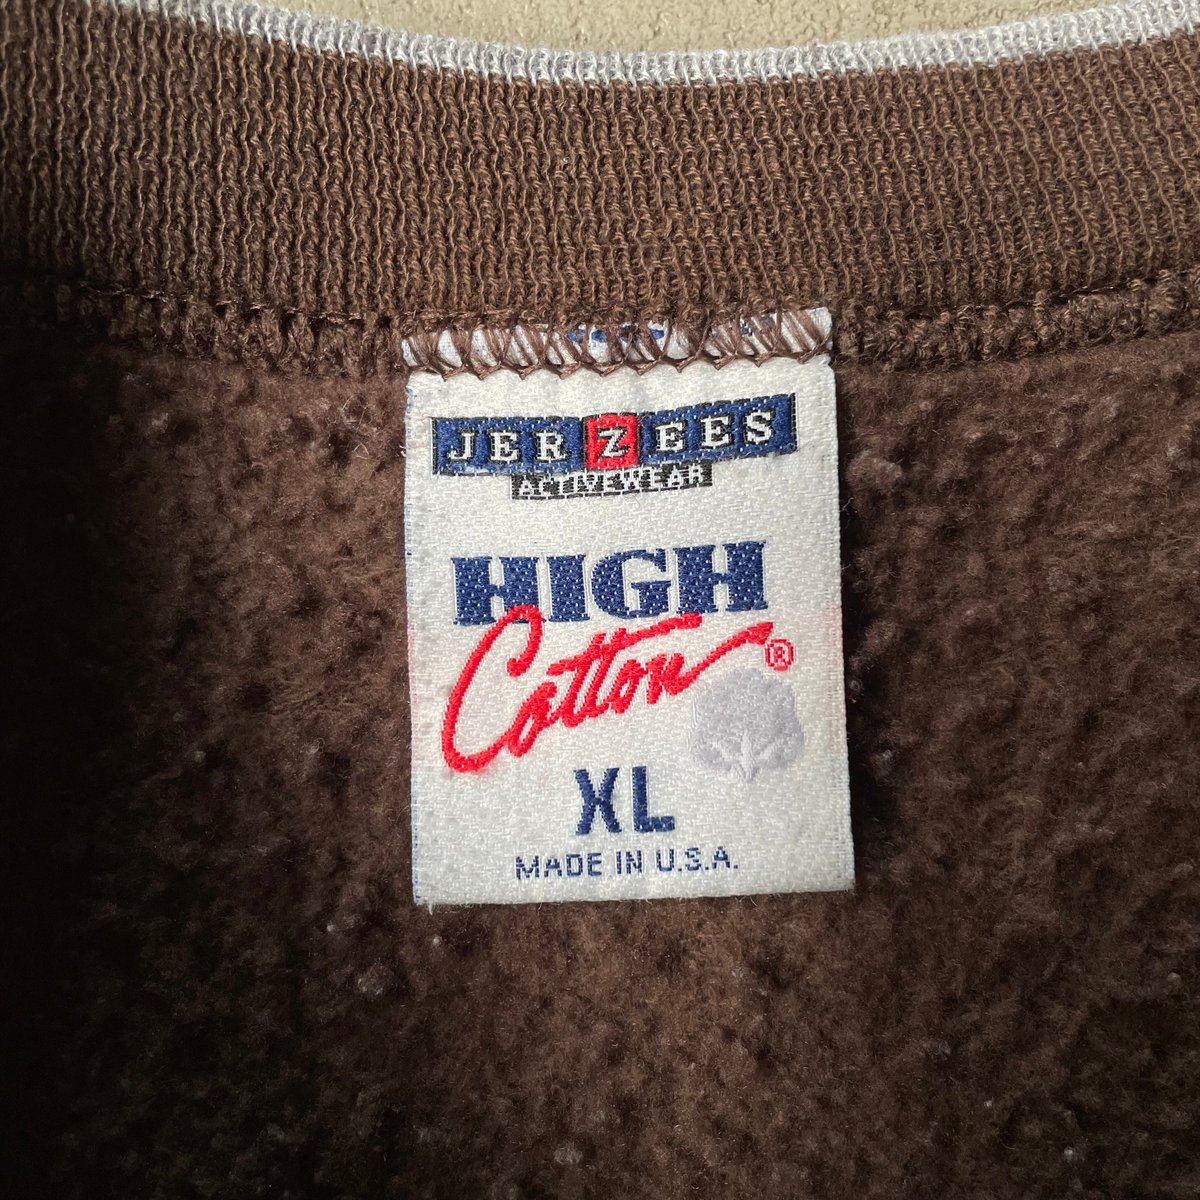 JERZEES
ACTIVEWEAR
HIGH
Cotton®
XL
MADE IN U.S.A.